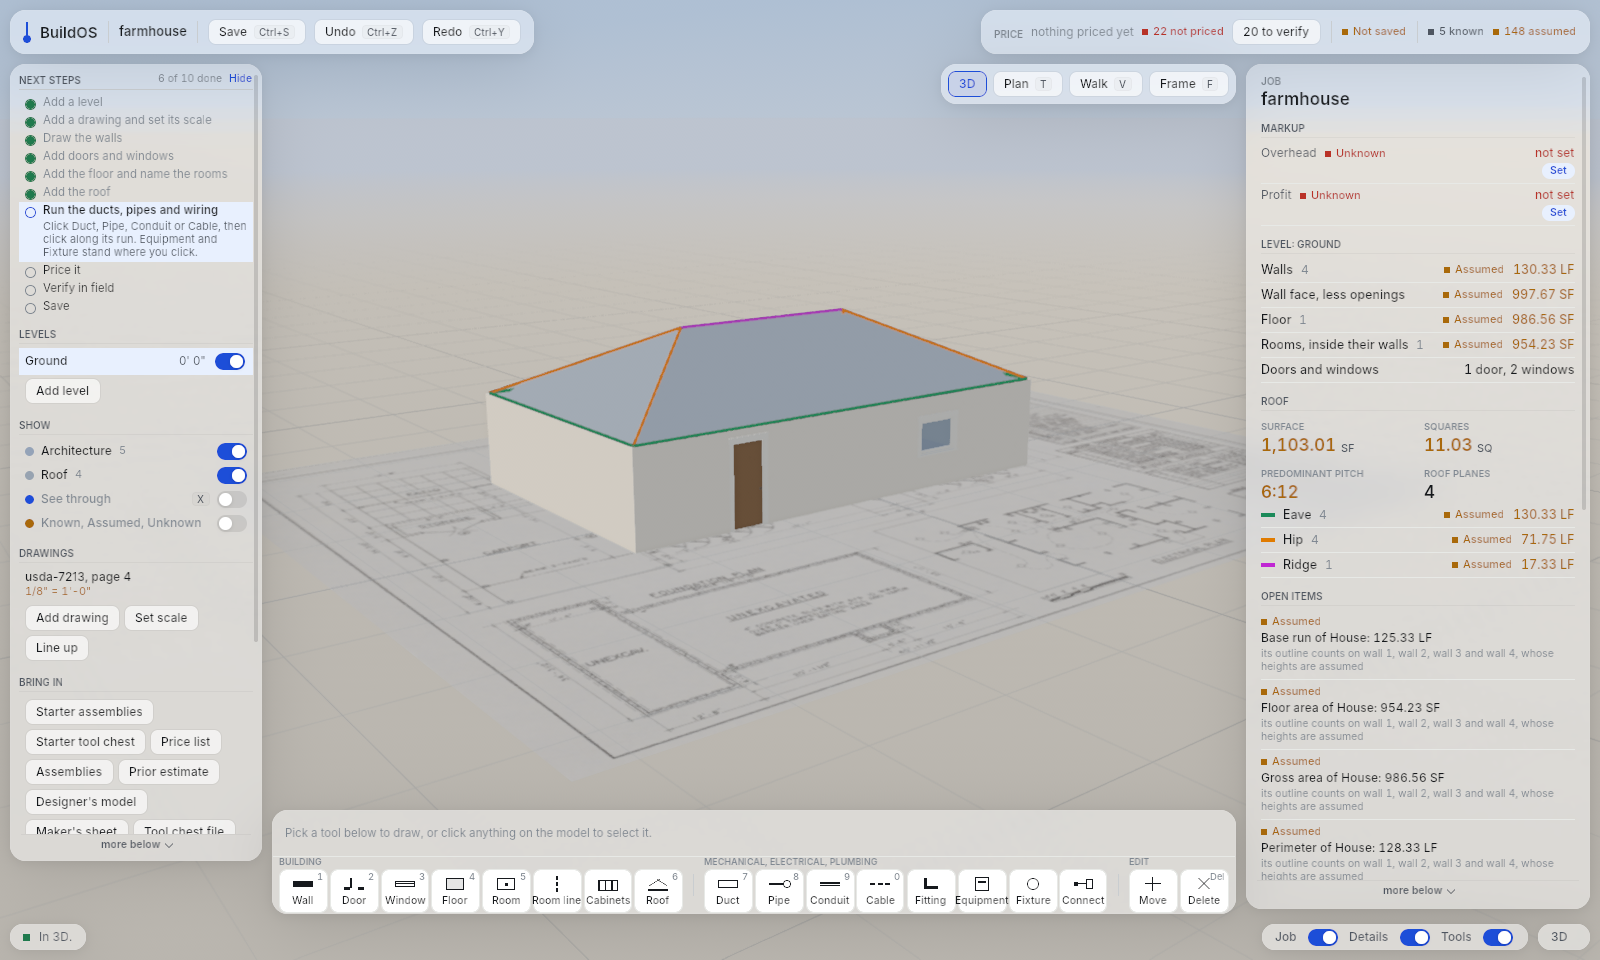 BuildOS farmhouse Save Ctrl+S Undo Ctrl+Z Redo Ctrl+Y
PRICE nothing priced yet 22 not priced 20 to verify Not saved 5 known 148 assumed
3D Plan T Walk V Frame F
NEXT STEPS 6 of 10 done Hide
Add a level
Add a drawing and set its scale
Draw the walls
Add doors and windows
Add the floor and name the rooms
Add the roof
Run the ducts, pipes and wiring
Click Duct, Pipe, Conduit or Cable, then
click along its run. Equipment and
Fixture stand where you click.
Price it
Verify in field
Save
LEVELS
Ground 0' 0"
Add level
SHOW
Architecture 5
Roof 4
See through X
Known, Assumed, Unknown
DRAWINGS
usda-7213, page 4
1/8" = 1'-0"
Add drawing Set scale
Line up
BRING IN
Starter assemblies
Starter tool chest Price list
Assemblies Prior estimate
Designer's model
Maker's sheet Tool chest file
more below
In 3D.
FOUNDATION PLAN
UNEXCAVATED
UNEXCAV.
Pick a tool below to draw, or click anything on the model to select it.
BUILDING
Wall 1 Door 2 Window 3 Floor 4 Room 5 Room line Cabinets Roof 6
MECHANICAL, ELECTRICAL, PLUMBING
Duct 7 Pipe 8 Conduit 9 Cable 0 Fitting Equipment Fixture Connect
EDIT
Move Delete Del
JOB
farmhouse
MARKUP
Overhead Unknown not set
Set
Profit Unknown not set
Set
LEVEL: GROUND
Walls 4 Assumed 130.33 LF
Wall face, less openings Assumed 997.67 SF
Floor 1 Assumed 986.56 SF
Rooms, inside their walls 1 Assumed 954.23 SF
Doors and windows 1 door, 2 windows
ROOF
SURFACE SQUARES
1,103.01 SF 11.03 SQ
PREDOMINANT PITCH ROOF PLANES
6:12 4
Eave 4 Assumed 130.33 LF
Hip 4 Assumed 71.75 LF
Ridge 1 Assumed 17.33 LF
OPEN ITEMS
Assumed
Base run of House: 125.33 LF
its outline counts on wall 1, wall 2, wall 3 and wall 4, whose
heights are assumed
Assumed
Floor area of House: 954.23 SF
its outline counts on wall 1, wall 2, wall 3 and wall 4, whose
heights are assumed
Assumed
Gross area of House: 986.56 SF
its outline counts on wall 1, wall 2, wall 3 and wall 4, whose
heights are assumed
Assumed
Perimeter of House: 128.33 LF
its outline counts on wall 1, wall 2, wall 3 and wall 4, whose
heights are assumed
more below
Job Details Tools 3D